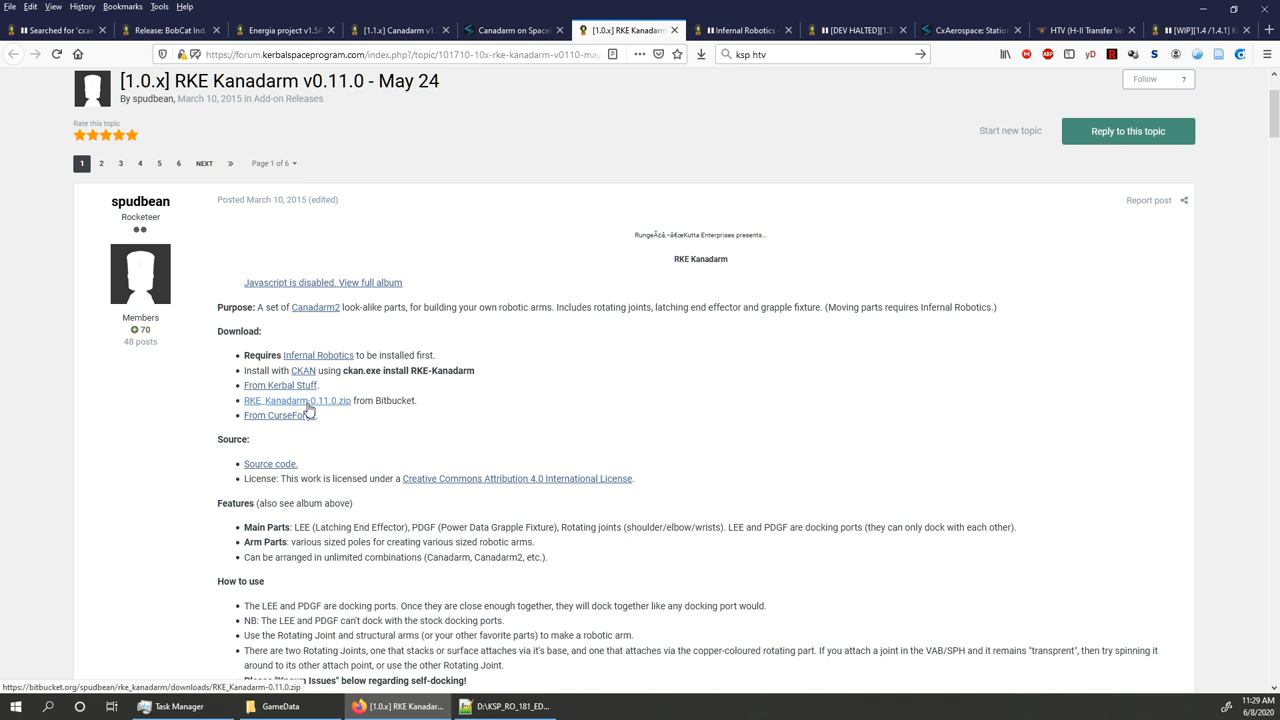 File Edit View History Bookmarks Tools Help
Searched for 'cxae
Release: BobCat Ind
Energia project v1.5A
[1.1.x] Canadarm v1.
Canadarm on Space
[1.0.x] RKE Kanadarm
Infernal Robotics -
[DEV HALTED][1.3]
CxAerospace: Station
HTV (H-II Transfer Ve
[WIP][1.4 /1.4.1] Ka
https://forum.kerbalspaceprogram.com/index.php?/topic/101710-10x-rke-kanadarm-v0110-may-
ksp htv
[1.0.x] RKE Kanadarm v0.11.0 - May 24
By spudbean, March 10, 2015 in Add-on Releases
Follow 7
Rate this topic
Start new topic
Reply to this topic
1 2 3 4 5 6 NEXT » Page 1 of 6
spudbean
Rocketeer
Members
70
48 posts
Posted March 10, 2015 (edited)
Report post
RungeÃ¢â‚¬â€œKutta Enterprises presents...
RKE Kanadarm
Javascript is disabled. View full album
Purpose: A set of Canadarm2 look-alike parts, for building your own robotic arms. Includes rotating joints, latching end effector and grapple fixture. (Moving parts requires Infernal Robotics.)
Download:
• Requires Infernal Robotics to be installed first.
• Install with CKAN using ckan.exe install RKE-Kanadarm
• From Kerbal Stuff.
• RKE_Kanadarm-0.11.0.zip from Bitbucket.
• From CurseForge.
Source:
• Source code.
• License: This work is licensed under a Creative Commons Attribution 4.0 International License.
Features (also see album above)
• Main Parts: LEE (Latching End Effector), PDGF (Power Data Grapple Fixture), Rotating joints (shoulder/elbow/wrists). LEE and PDGF are docking ports (they can only dock with each other).
• Arm Parts: various sized poles for creating various sized robotic arms.
• Can be arranged in unlimited combinations (Canadarm, Canadarm2, etc.).
How to use
• The LEE and PDGF are docking ports. Once they are close enough together, they will dock together like any docking port would.
• NB: The LEE and PDGF can't dock with the stock docking ports.
• Use the Rotating Joint and structural arms (or your other favorite parts) to make a robotic arm.
• There are two Rotating Joints, one that stacks or surface attaches via it's base, and one that attaches via the copper-coloured rotating part. If you attach a joint in the VAB/SPH and it remains "transprent", then try spinning it
around to its other attach point, or use the other Rotating Joint.
• Please "Known Issues" below regarding self-docking!
https://bitbucket.org/spudbean/rke_kanadarm/downloads/RKE_Kanadarm-0.11.0.zip
Task Manager
GameData
[1.0.x] RKE Kanadar...
D:\KSP_RO_181_ED...
11:29 AM
6/8/2020